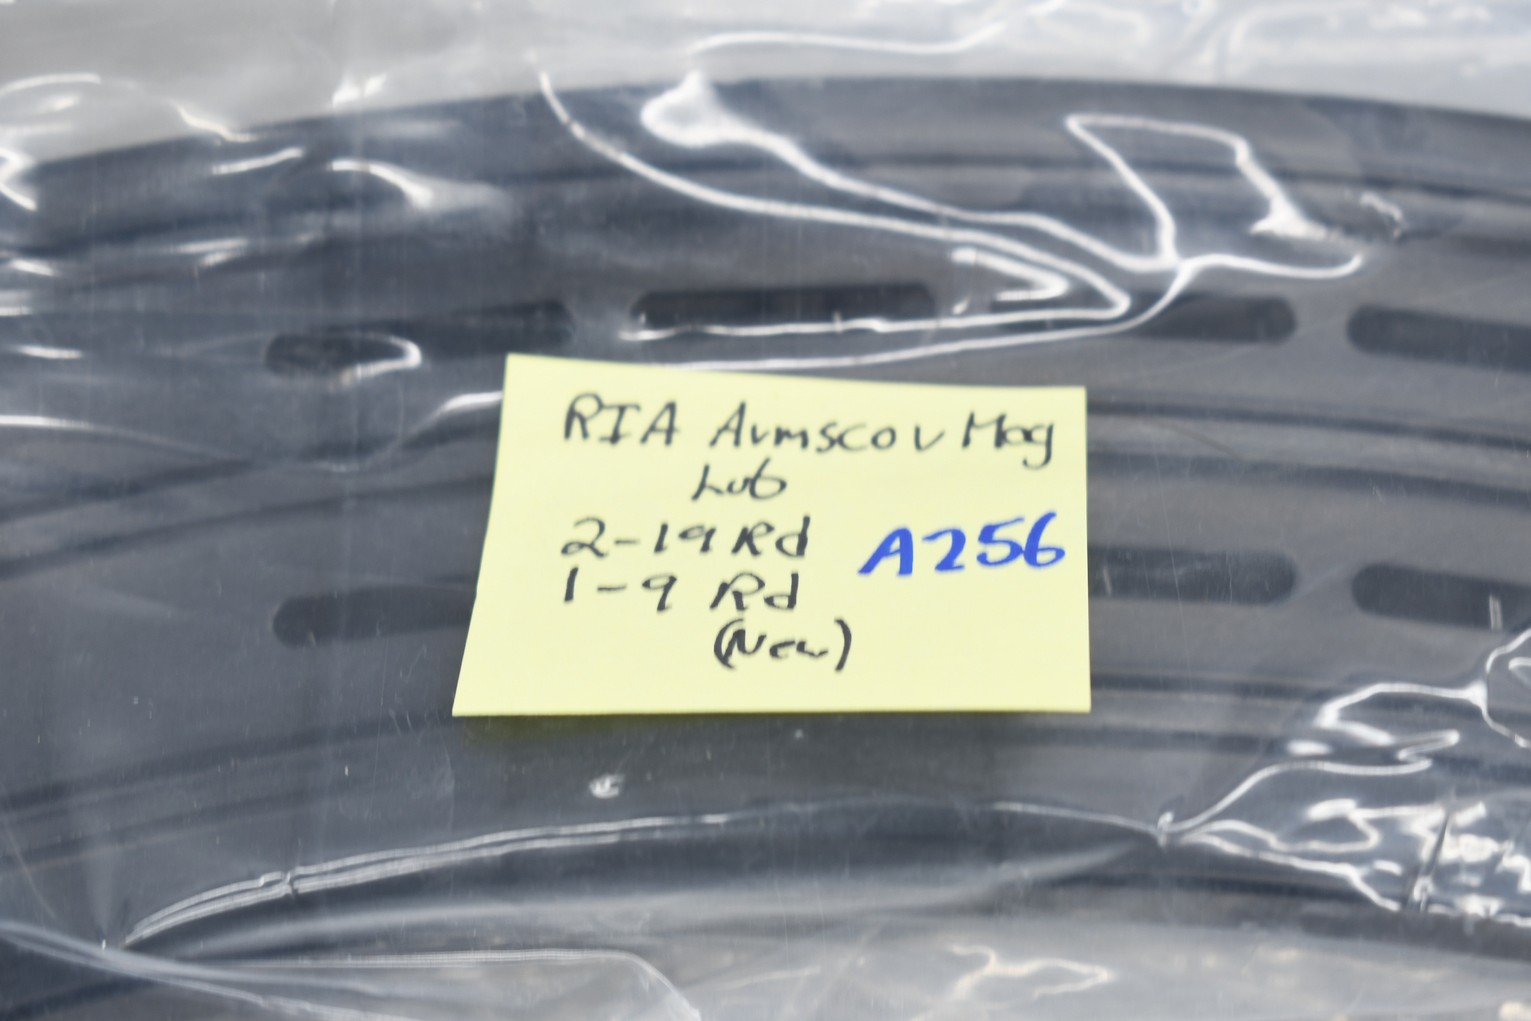 RIA Armscor Mag
Lot
2-19 Rd
A256
1-9 Rd
(New)